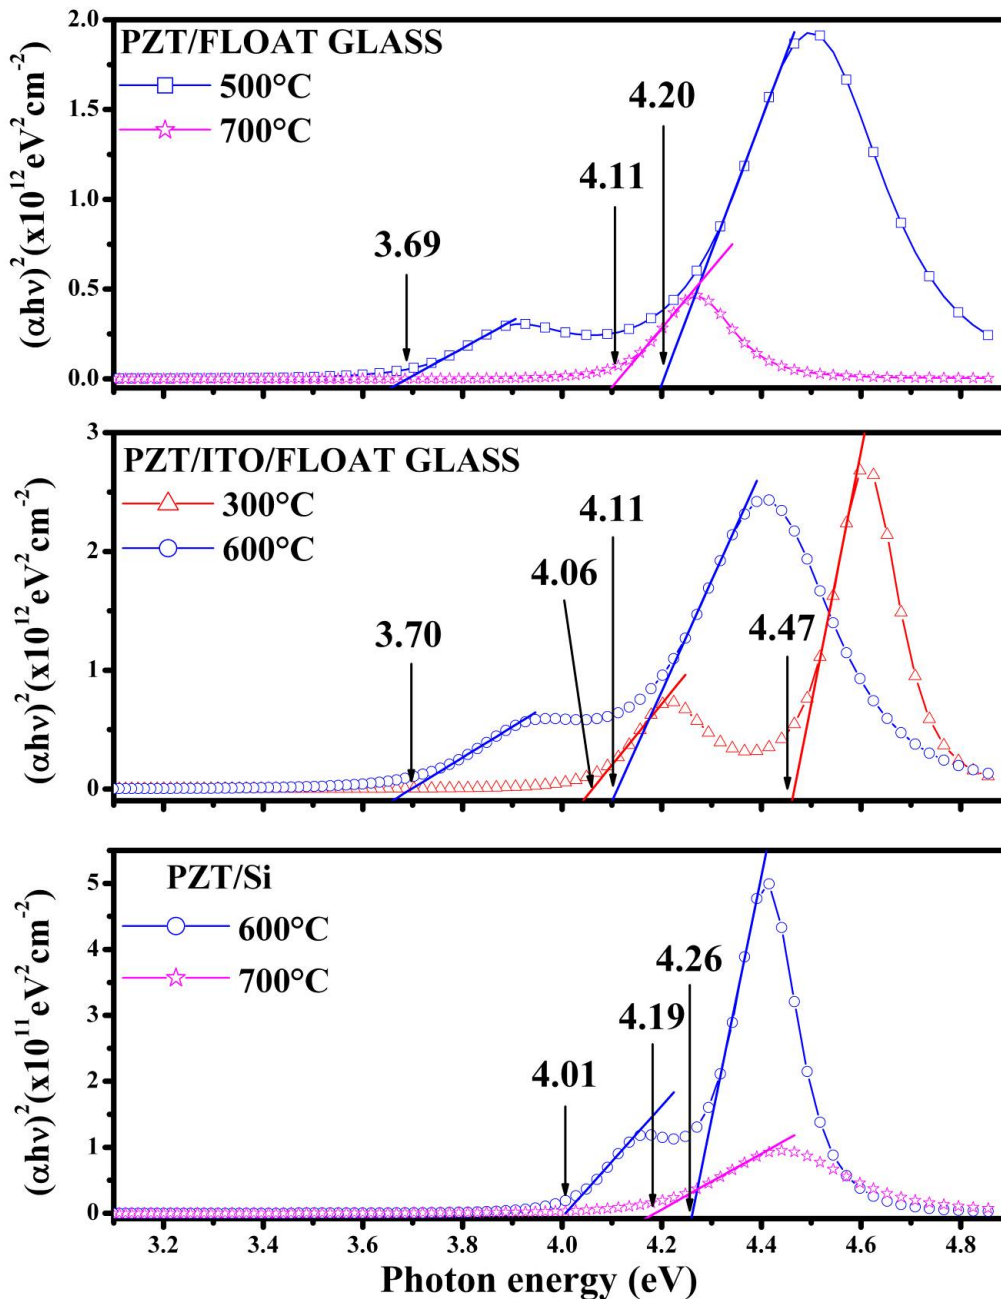 PZT/FLOAT GLASS
500°C
700°C
4.20
4.11
3.69
2.0
1.5
1.0
0.5
0.0
(αhν)²(x10¹²eV²cm⁻²)
PZT/ITO/FLOAT GLASS
300°C
600°C
4.11
4.06
3.70
4.47
3
2
1
0
(αhν)²(x10¹²eV²cm⁻²)
PZT/Si
600°C
700°C
4.26
4.19
4.01
5
4
3
2
1
0
(αhν)²(x10¹¹eV²cm⁻²)
3.2 3.4 3.6 3.8 4.0 4.2 4.4 4.6 4.8
Photon energy (eV)